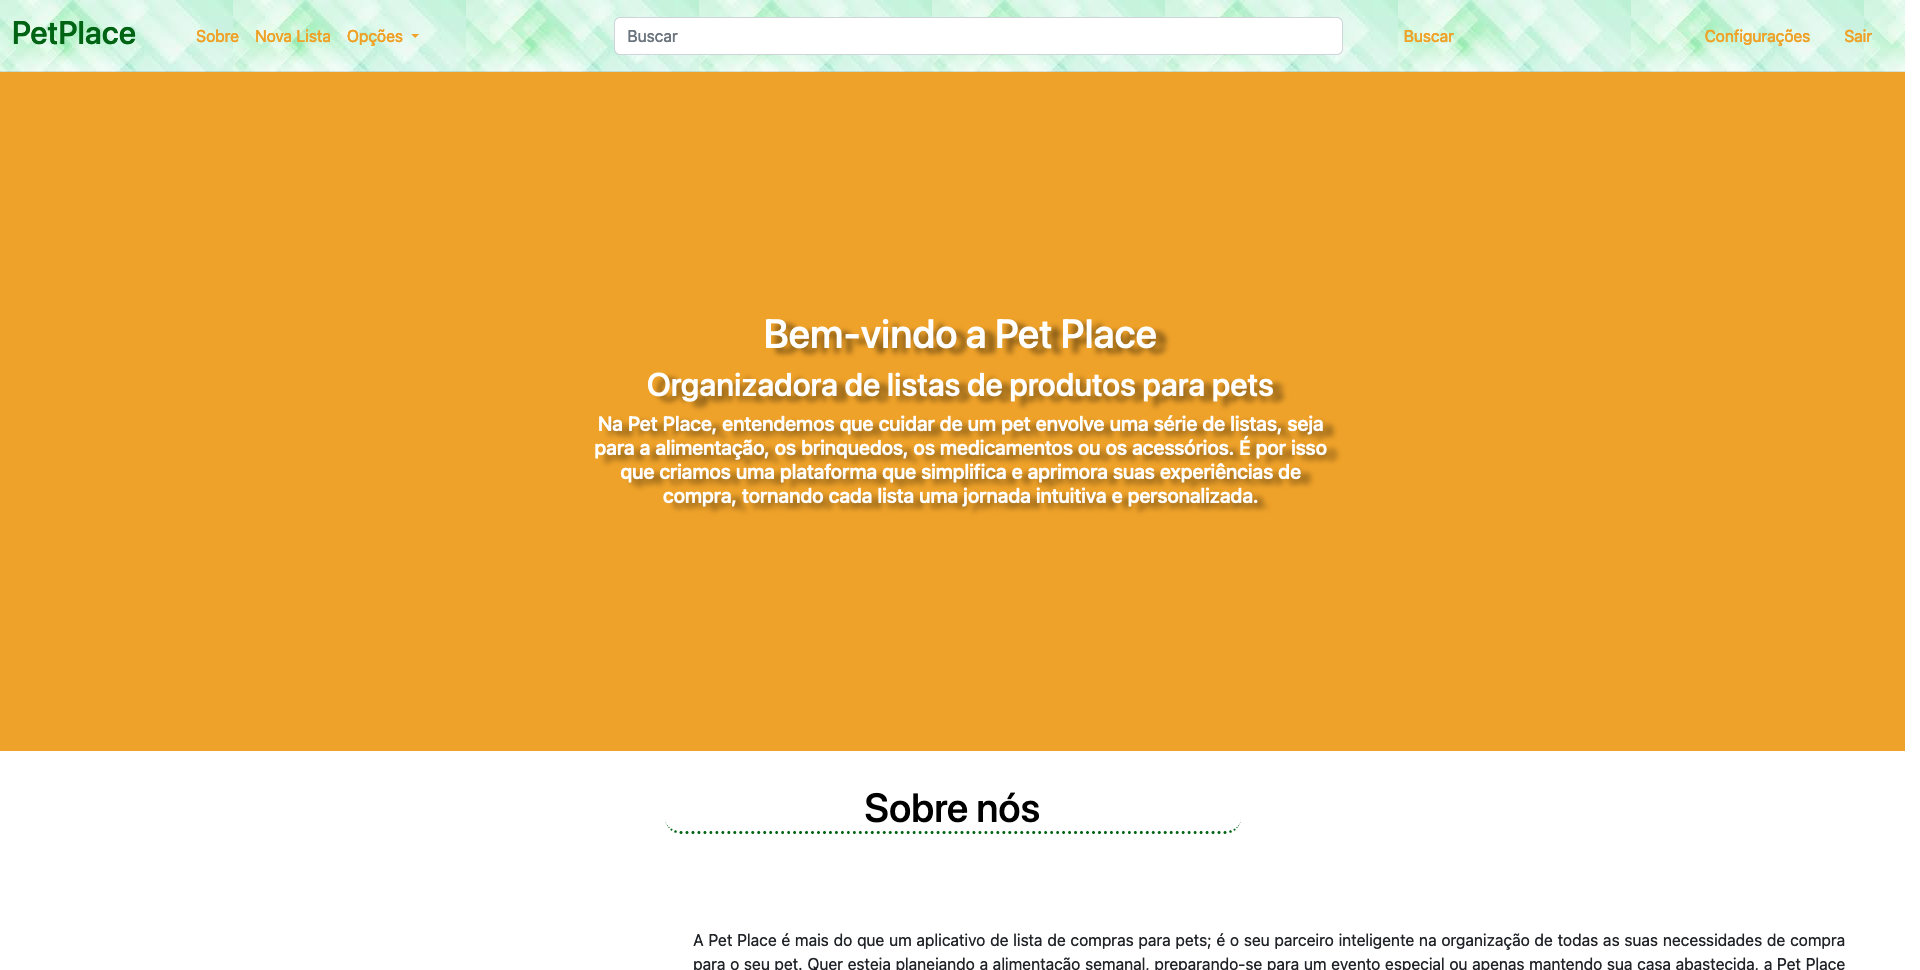 PetPlace
Sobre
Nova Lista
Opções
Buscar
Buscar
Configurações
Sair
Bem-vindo a Pet Place
Organizadora de listas de produtos para pets
Na Pet Place, entendemos que cuidar de um pet envolve uma série de listas, seja
para a alimentação, os brinquedos, os medicamentos ou os acessórios. É por isso
que criamos uma plataforma que simplifica e aprimora suas experiências de
compra, tornando cada lista uma jornada intuitiva e personalizada.
Sobre nós
A Pet Place é mais do que um aplicativo de lista de compras para pets; é o seu parceiro inteligente na organização de todas as suas necessidades de compra
para o seu pet. Quer esteja planejando a alimentação semanal, preparando-se para um evento especial ou apenas mantendo sua casa abastecida, a Pet Place